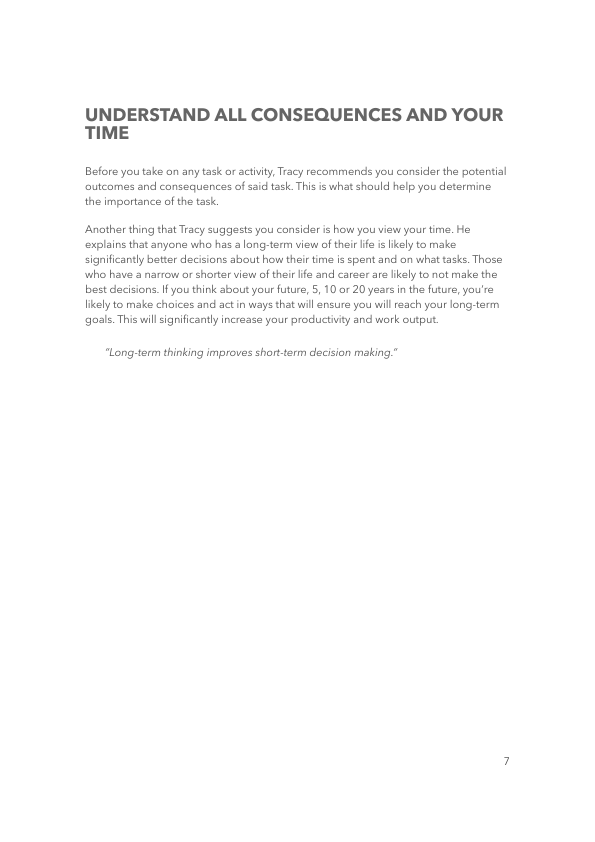 UNDERSTAND ALL CONSEQUENCES AND YOUR
TIME
Before you take on any task or activity, Tracy recommends you consider the potential
outcomes and consequences of said task. This is what should help you determine
the importance of the task.
Another thing that Tracy suggests you consider is how you view your time. He
explains that anyone who has a long-term view of their life is likely to make
significantly better decisions about how their time is spent and on what tasks. Those
who have a narrow or shorter view of their life and career are likely to not make the
best decisions. If you think about your future, 5, 10 or 20 years in the future, you're
likely to make choices and act in ways that will ensure you will reach your long-term
goals. This will significantly increase your productivity and work output.
"Long-term thinking improves short-term decision making."
7